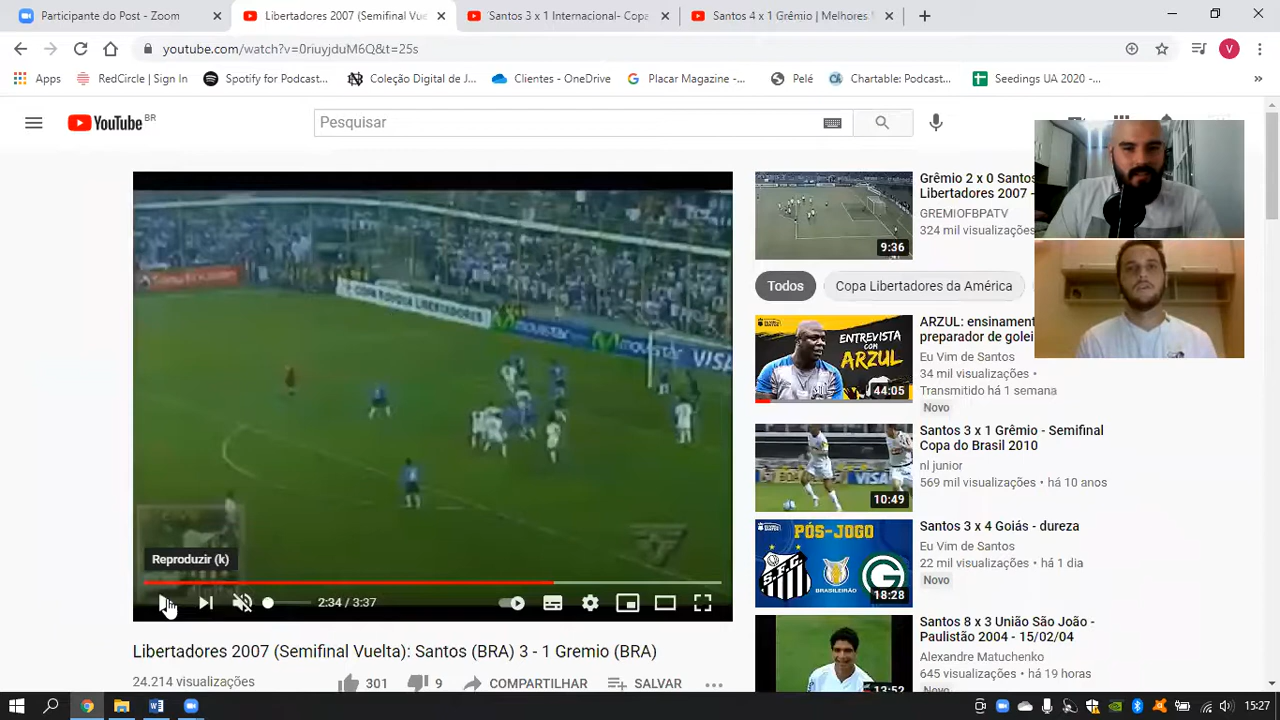 Participante do Post - Zoom
Libertadores 2007 (Semifinal Vue
'Santos 3 x 1 Internacional- Copa
Santos 4 x 1 Grêmio | Melhores
youtube.com/watch?v=0riuyjduM6Q&t=25s
V
Apps
RedCircle | Sign In
Spotify for Podcast...
Coleção Digital de J...
Clientes - OneDrive
Placar Magazine -...
Pelé
Chartable: Podcast...
Seedings UA 2020 -...
YouTube BR
Pesquisar
Grêmio 2 x 0 Santos
Libertadores 2007 -
GREMIOFBPATV
324 mil visualizações
9:36
Todos
Copa Libertadores da América
ARZUL: ensinament
preparador de golei
Eu Vim de Santos
34 mil visualizações •
Transmitido há 1 semana
Novo
ENTREVISTA
COM
ARZUL
44:05
Santos 3 x 1 Grêmio - Semifinal
Copa do Brasil 2010
nl junior
569 mil visualizações • há 10 anos
10:49
Santos 3 x 4 Goiás - dureza
Eu Vim de Santos
22 mil visualizações • há 1 dia
Novo
PÓS-JOGO
BRASILEIRÃO
18:28
Santos 8 x 3 União São João -
Paulistão 2004 - 15/02/04
Alexandre Matuchenko
645 visualizações • há 19 horas
Novo
13:52
movistar
VISA
Reproduzir (k)
2:34 / 3:37
Libertadores 2007 (Semifinal Vuelta): Santos (BRA) 3 - 1 Gremio (BRA)
24.214 visualizações
301
9
COMPARTILHAR
SALVAR
15:27